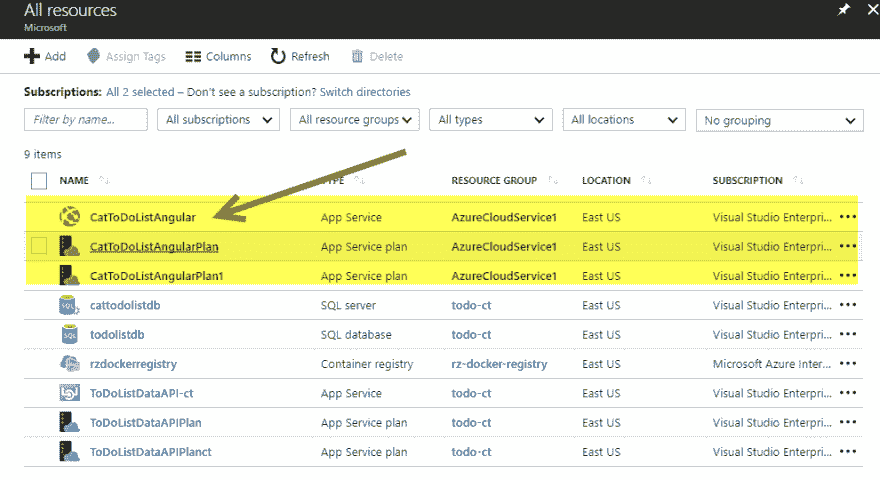 All resources
Microsoft
Add Assign Tags Columns Refresh Delete
Subscriptions: All 2 selected – Don't see a subscription? Switch directories
Filter by name... All subscriptions All resource groups All types All locations No grouping
9 items
NAME TYPE RESOURCE GROUP LOCATION SUBSCRIPTION
CatToDoListAngular App Service AzureCloudService1 East US Visual Studio Enterpri...
CatToDoListAngularPlan App Service plan AzureCloudService1 East US Visual Studio Enterpri...
CatToDoListAngularPlan1 App Service plan AzureCloudService1 East US Visual Studio Enterpri...
cattodolistdb SQL server todo-ct East US Visual Studio Enterpri...
todolistdb SQL database todo-ct East US Visual Studio Enterpri...
rzdockerregistry Container registry rz-docker-registry East US Microsoft Azure Inter...
ToDoListDataAPI-ct App Service todo-ct East US Visual Studio Enterpri...
ToDoListDataAPIPlan App Service plan todo-ct East US Visual Studio Enterpri...
ToDoListDataAPIPlanct App Service plan todo-ct East US Visual Studio Enterpri...